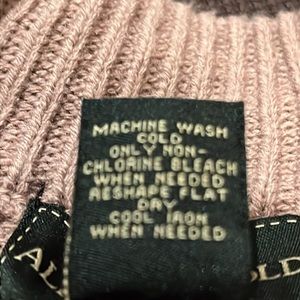 MACHINE WASH
COLD
ONLY NON-
CHLORINE BLEACH
WHEN NEEDED
RESHAPE FLAT
DRY
COOL IRON
WHEN NEEDED